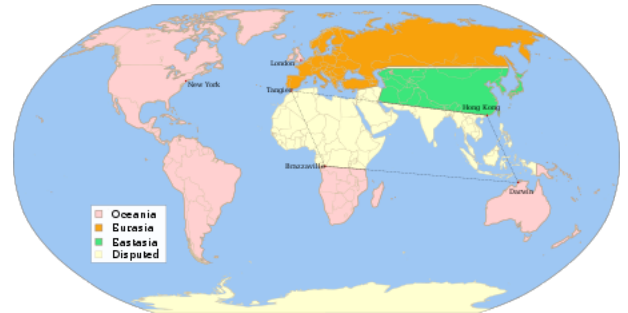 London
New York
Tangier
Hong Kong
Brazzaville
Darwin
Oceania
Eurasia
Eastasia
Disputed